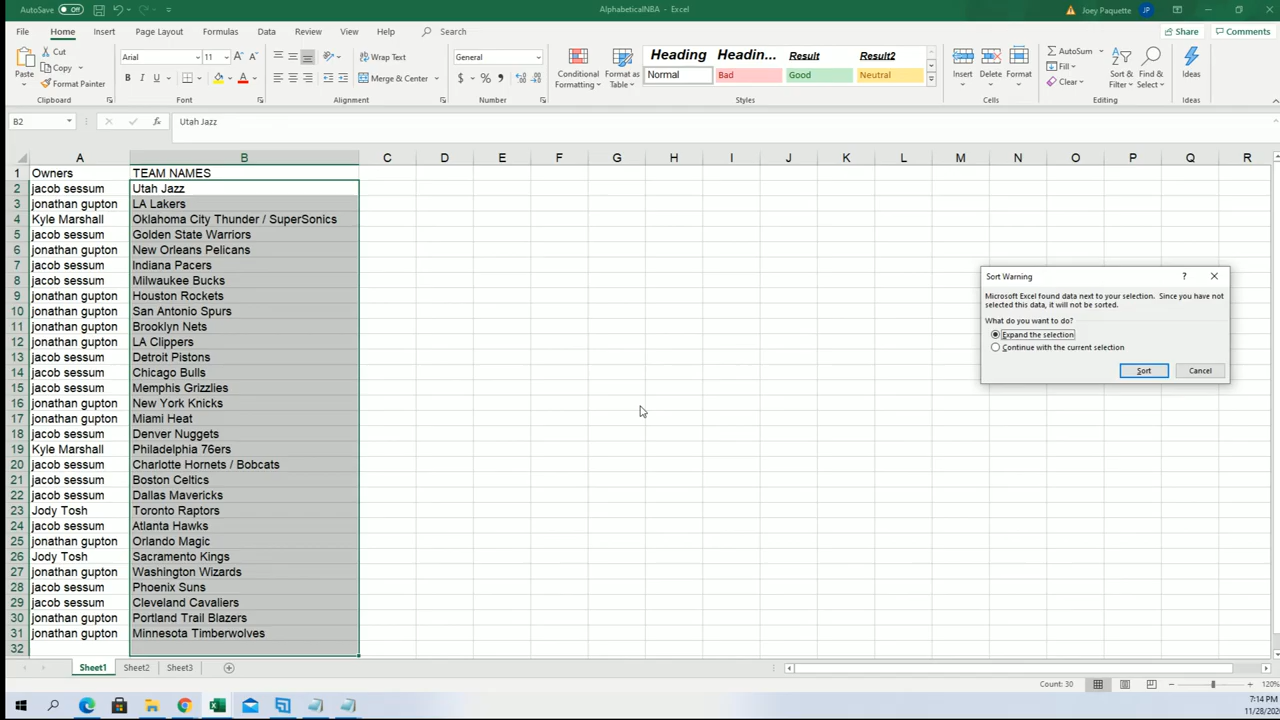 AutoSave Off AlphabeticalNBA - Excel Joey Paquette JP
File Home Insert Page Layout Formulas Data Review View Help Search Share Comments
Paste Cut Copy Format Painter Clipboard
Arial 11 B I U A Font
Wrap Text Merge & Center Alignment
General $ % Number
Conditional Formatting Format as Table
Heading Headin... Result Result2
Normal Bad Good Neutral
Styles
Insert Delete Format Cells
AutoSum Fill Clear Sort & Filter Find & Select Editing
Ideas Ideas
B2 fx Utah Jazz
A B C D E F G H I J K L M N O P Q R
1 Owners TEAM NAMES
2 jacob sessum Utah Jazz
3 jonathan gupton LA Lakers
4 Kyle Marshall Oklahoma City Thunder / SuperSonics
5 jacob sessum Golden State Warriors
6 jonathan gupton New Orleans Pelicans
7 jacob sessum Indiana Pacers
8 jacob sessum Milwaukee Bucks
9 jonathan gupton Houston Rockets
10 jonathan gupton San Antonio Spurs
11 jonathan gupton Brooklyn Nets
12 jonathan gupton LA Clippers
13 jacob sessum Detroit Pistons
14 jacob sessum Chicago Bulls
15 jacob sessum Memphis Grizzlies
16 jonathan gupton New York Knicks
17 jonathan gupton Miami Heat
18 jacob sessum Denver Nuggets
19 Kyle Marshall Philadelphia 76ers
20 jacob sessum Charlotte Hornets / Bobcats
21 jacob sessum Boston Celtics
22 jacob sessum Dallas Mavericks
23 Jody Tosh Toronto Raptors
24 jacob sessum Atlanta Hawks
25 jonathan gupton Orlando Magic
26 Jody Tosh Sacramento Kings
27 jonathan gupton Washington Wizards
28 jacob sessum Phoenix Suns
29 jacob sessum Cleveland Cavaliers
30 jonathan gupton Portland Trail Blazers
31 jonathan gupton Minnesota Timberwolves
32
Sort Warning ?
Microsoft Excel found data next to your selection. Since you have not
selected this data, it will not be sorted.
What do you want to do?
Expand the selection
Continue with the current selection
Sort Cancel
Sheet1 Sheet2 Sheet3
Count: 30 120%
7:14 PM